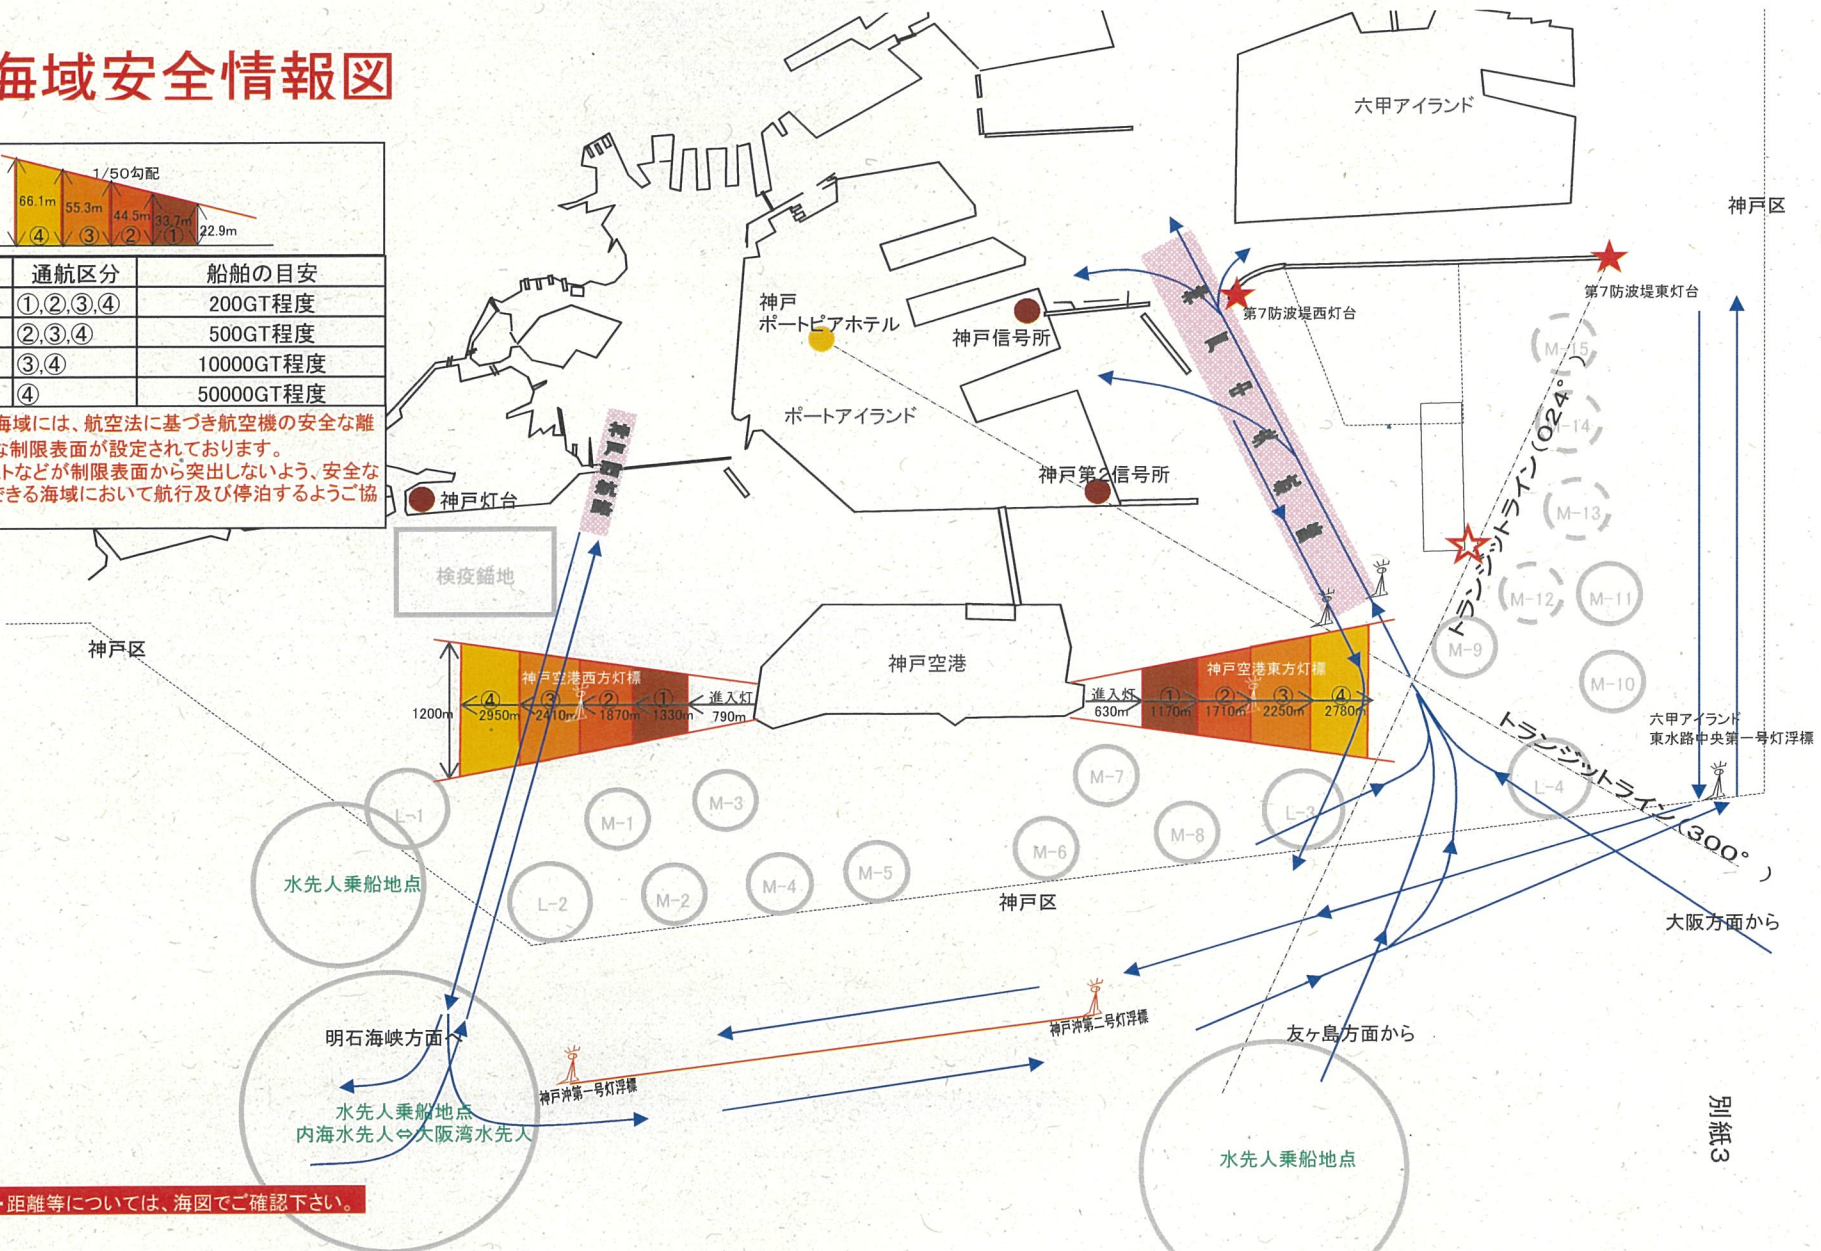 海域安全情報図
1/50勾配
66.1m
55.3m
44.5m
33.7m
22.9m
④
③
②
①
通航区分
船舶の目安
①,②,③,④
200GT程度
②,③,④
500GT程度
③,④
10000GT程度
④
50000GT程度
海域には、航空法に基づき航空機の安全な離
な制限表面が設定されております。
ストなどが制限表面から突出しないよう、安全な
できる海域において航行及び停泊するようご協
神戸灯台
検疫錨地
神戸西航路
神戸
ポートピアホテル
ポートアイランド
神戸信号所
神戸第2信号所
六甲アイランド
神戸区
第7防波堤西灯台
第7防波堤東灯台
神戸中央航路
トランジットライン(024°)
M-15
M-14
M-13
M-12
M-11
M-9
M-10
神戸区
神戸空港
1200m
神戸空港西方灯標
④
③
②
①
進入灯
2950m
2410m
1870m
1330m
790m
神戸空港東方灯標
進入灯
①
②
③
④
630m
1170m
1710m
2250m
2780m
六甲アイランド
東水路中央第一号灯浮標
トランジットライン(300°)
L-1
M-1
M-3
M-7
L-3
L-4
M-8
M-6
M-5
M-4
M-2
L-2
水先人乗船地点
神戸区
大阪方面から
明石海峡方面へ
神戸沖第二号灯浮標
友ヶ島方面から
神戸沖第一号灯浮標
水先人乗船地点
内海水先人⇔大阪湾水先人
水先人乗船地点
別紙3
・距離等については、海図でご確認下さい。